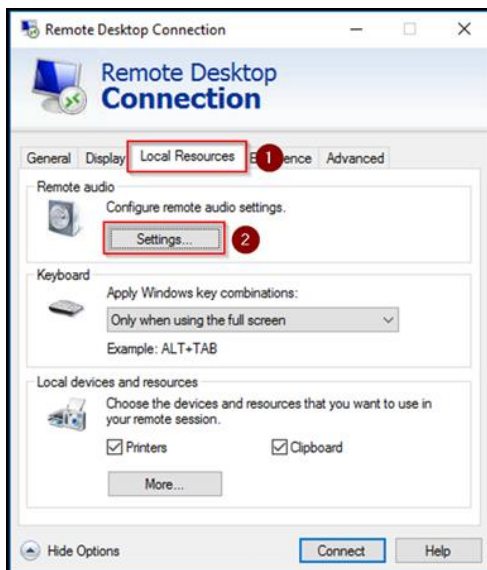 Remote Desktop Connection
Remote Desktop
Connection
General Display Local Resources 1 ence Advanced
Remote audio
Configure remote audio settings.
Settings... 2
Keyboard
Apply Windows key combinations:
Only when using the full screen
Example: ALT+TAB
Local devices and resources
Choose the devices and resources that you want to use in
your remote session.
Printers Clipboard
More...
Hide Options Connect Help